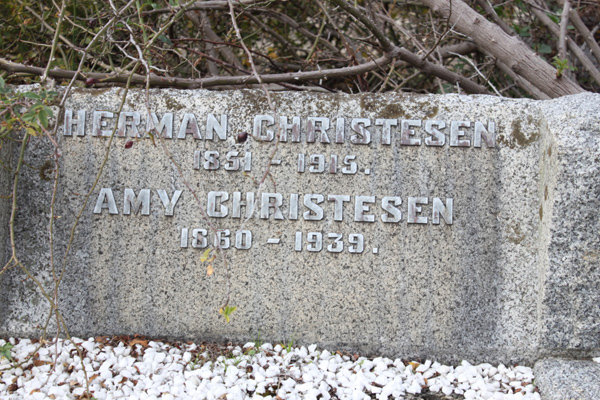 HERMAN CHRISTESEN
1851 - 1915.
AMY CHRISTESEN
1860 - 1939.